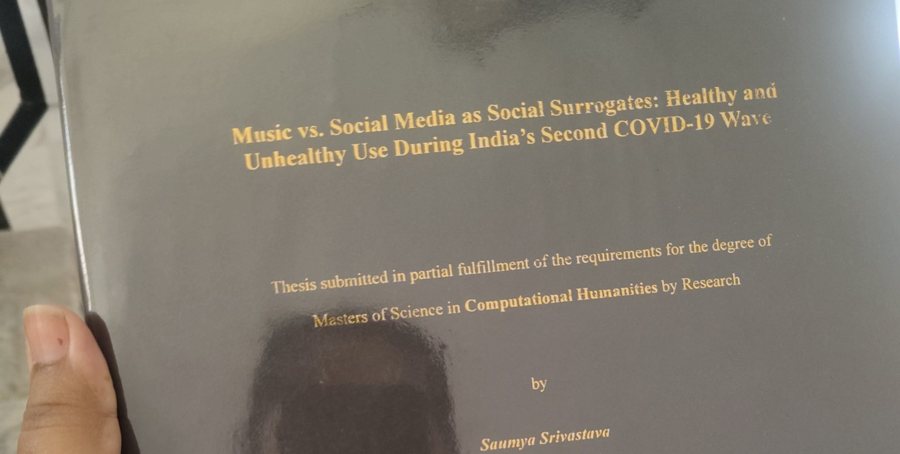 Music vs. Social Media as Social Surrogates: Healthy and
Unhealthy Use During India's Second COVID-19 Wave
Thesis submitted in partial fulfillment of the requirements for the degree of
Masters of Science in Computational Humanities by Research
by
Saumya Srivastava